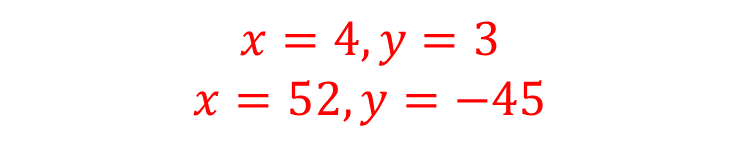 x = 4, y = 3
x = 52, y = −45